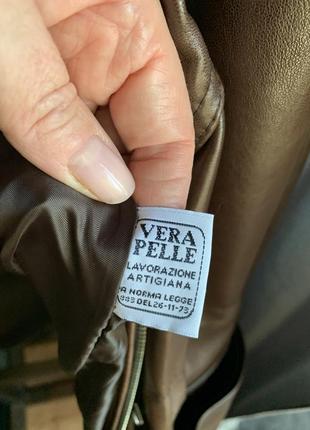 VERA
PELLE
LAVORAZIONE
ARTIGIANA
A NORMA LEGGE
DEL 26-11-73